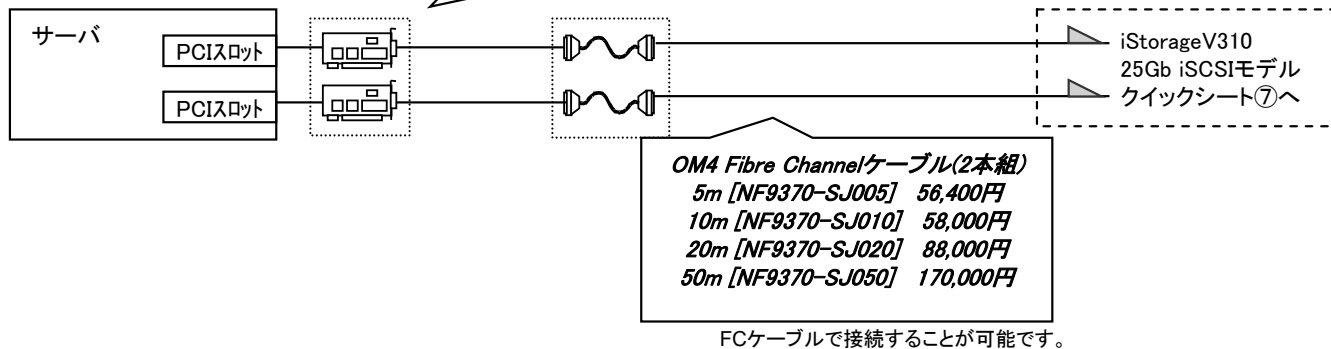 サーバ
PCIスロット
PCIスロット
iStorageV310
25Gb iSCSIモデル
クイックシート⑦へ
OM4 Fibre Channelケーブル(2本組)
5m [NF9370-SJ005] 56,400円
10m [NF9370-SJ010] 58,000円
20m [NF9370-SJ020] 88,000円
50m [NF9370-SJ050] 170,000円
FCケーブルで接続することが可能です。